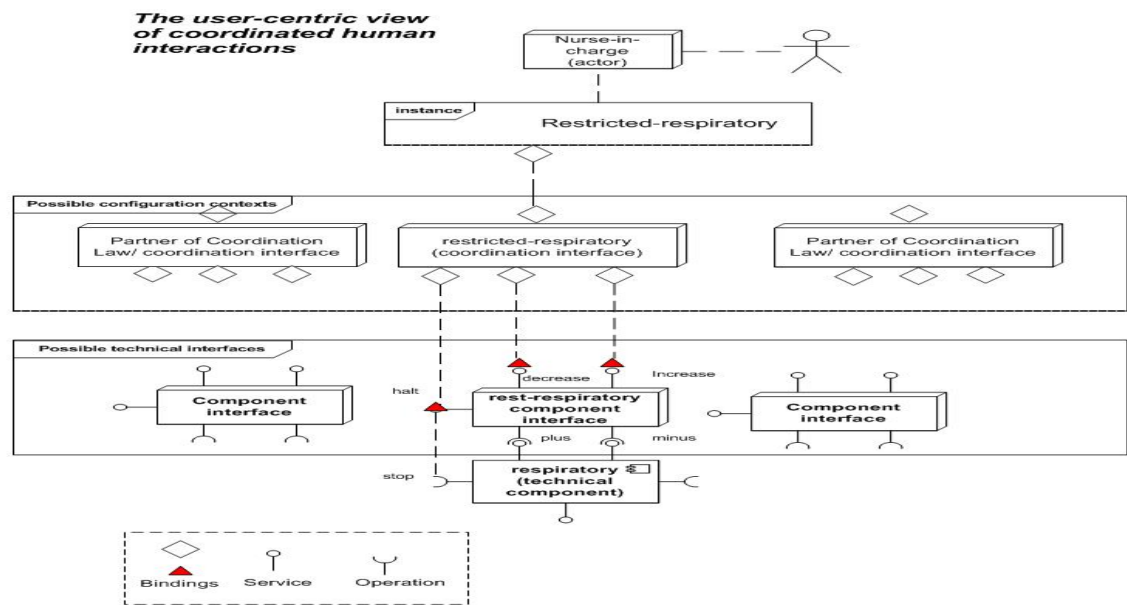 The user-centric view
of coordinated human
interactions
Nurse-in-
charge
(actor)
instance
Restricted-respiratory
Possible configuration contexts
Partner of Coordination
Law/ coordination interface
restricted-respiratory
(coordination interface)
Partner of Coordination
Law/ coordination interface
Possible technical interfaces
decrease
Increase
halt
Component
interface
rest-respiratory
component
interface
Component
interface
plus
minus
stop
respiratory
(technical
component)
Bindings
Service
Operation